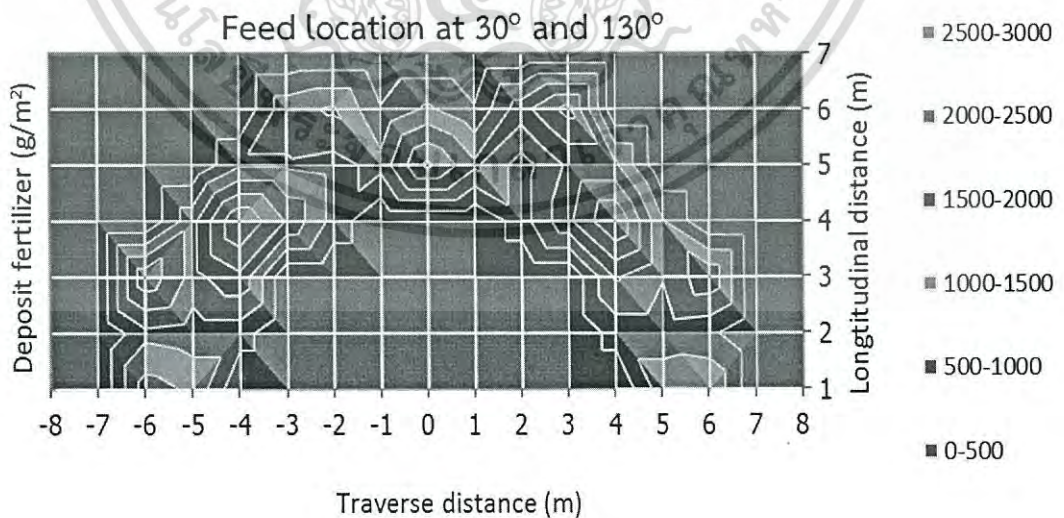 Feed location at 30° and 130°
Deposit fertilizer (g/m²)
7
6
5
4
3
2
1
Longtitudinal distance (m)
-8 -7 -6 -5 -4 -3 -2 -1 0 1 2 3 4 5 6 7 8
Traverse distance (m)
2500-3000
2000-2500
1500-2000
1000-1500
500-1000
0-500